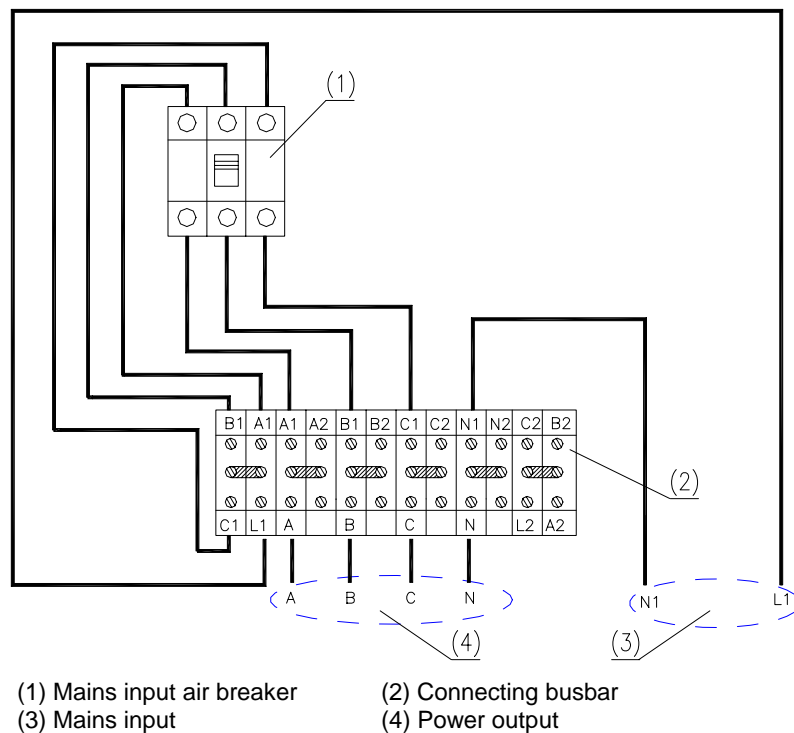 (1)
B1 A1 A1 A2 B1 B2 C1 C2 N1 N2 C2 B2
(2)
C1 L1 A B C N L2 A2
A B C N N1 L1
(4) (3)
(1) Mains input air breaker (2) Connecting busbar
(3) Mains input (4) Power output